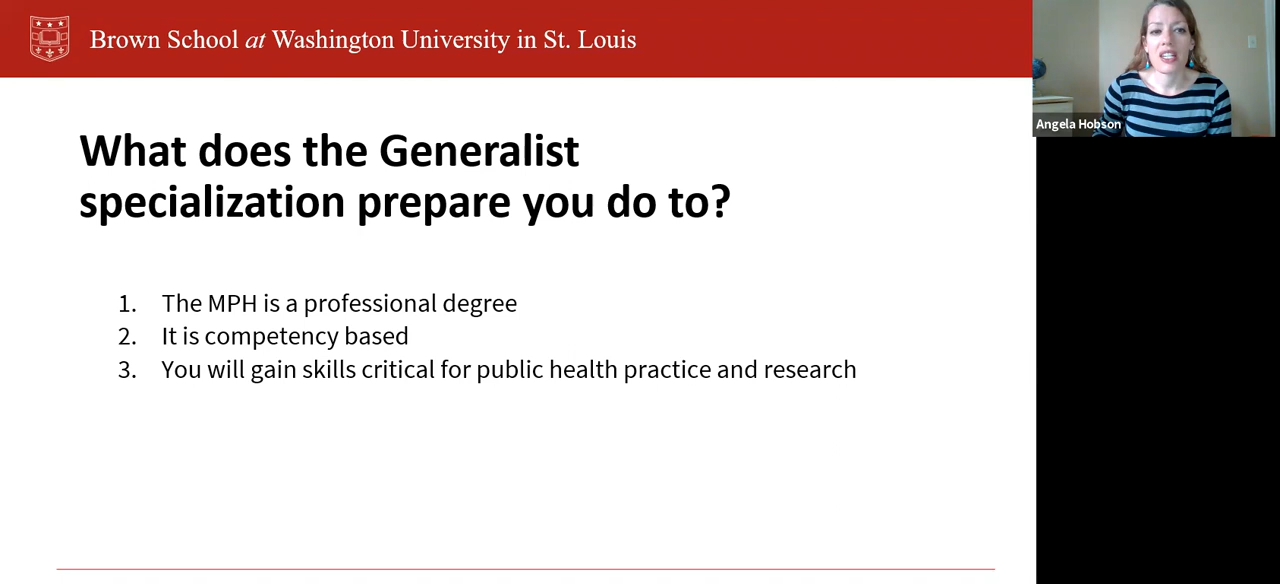 Brown School at Washington University in St. Louis
Angela Hobson
What does the Generalist
specialization prepare you do to?
1. The MPH is a professional degree
2. It is competency based
3. You will gain skills critical for public health practice and research